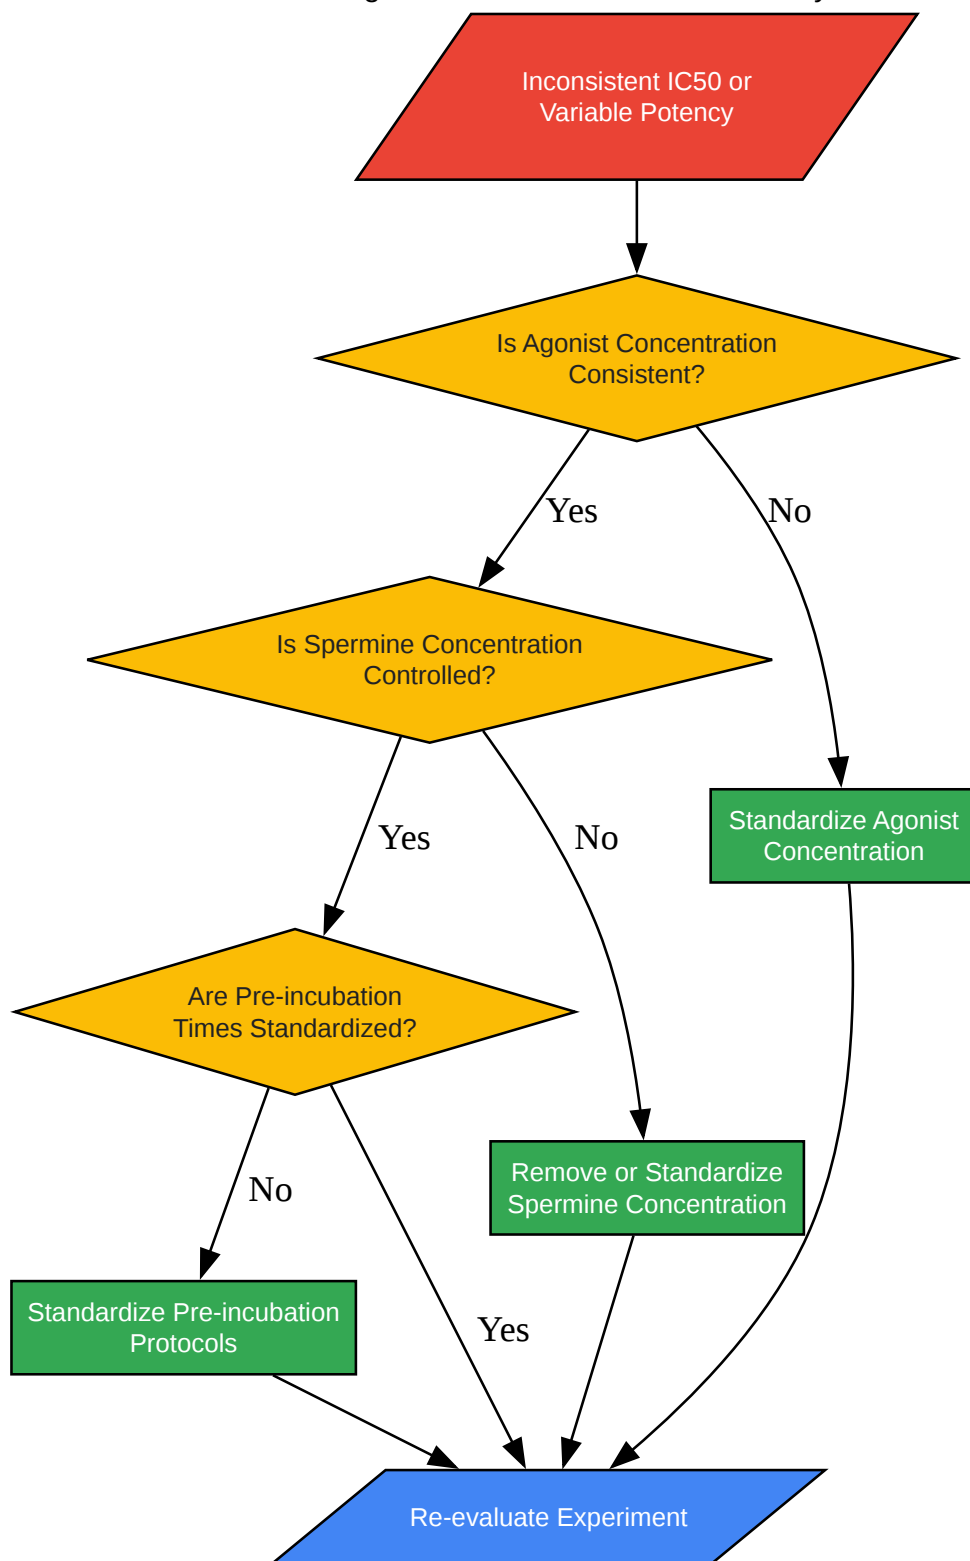 Inconsistent IC50 or
Variable Potency
Is Agonist Concentration
Consistent?
Yes
No
Is Spermine Concentration
Controlled?
Yes
No
Standardize Agonist
Concentration
Are Pre-incubation
Times Standardized?
No
Yes
Remove or Standardize
Spermine Concentration
Standardize Pre-incubation
Protocols
Re-evaluate Experiment